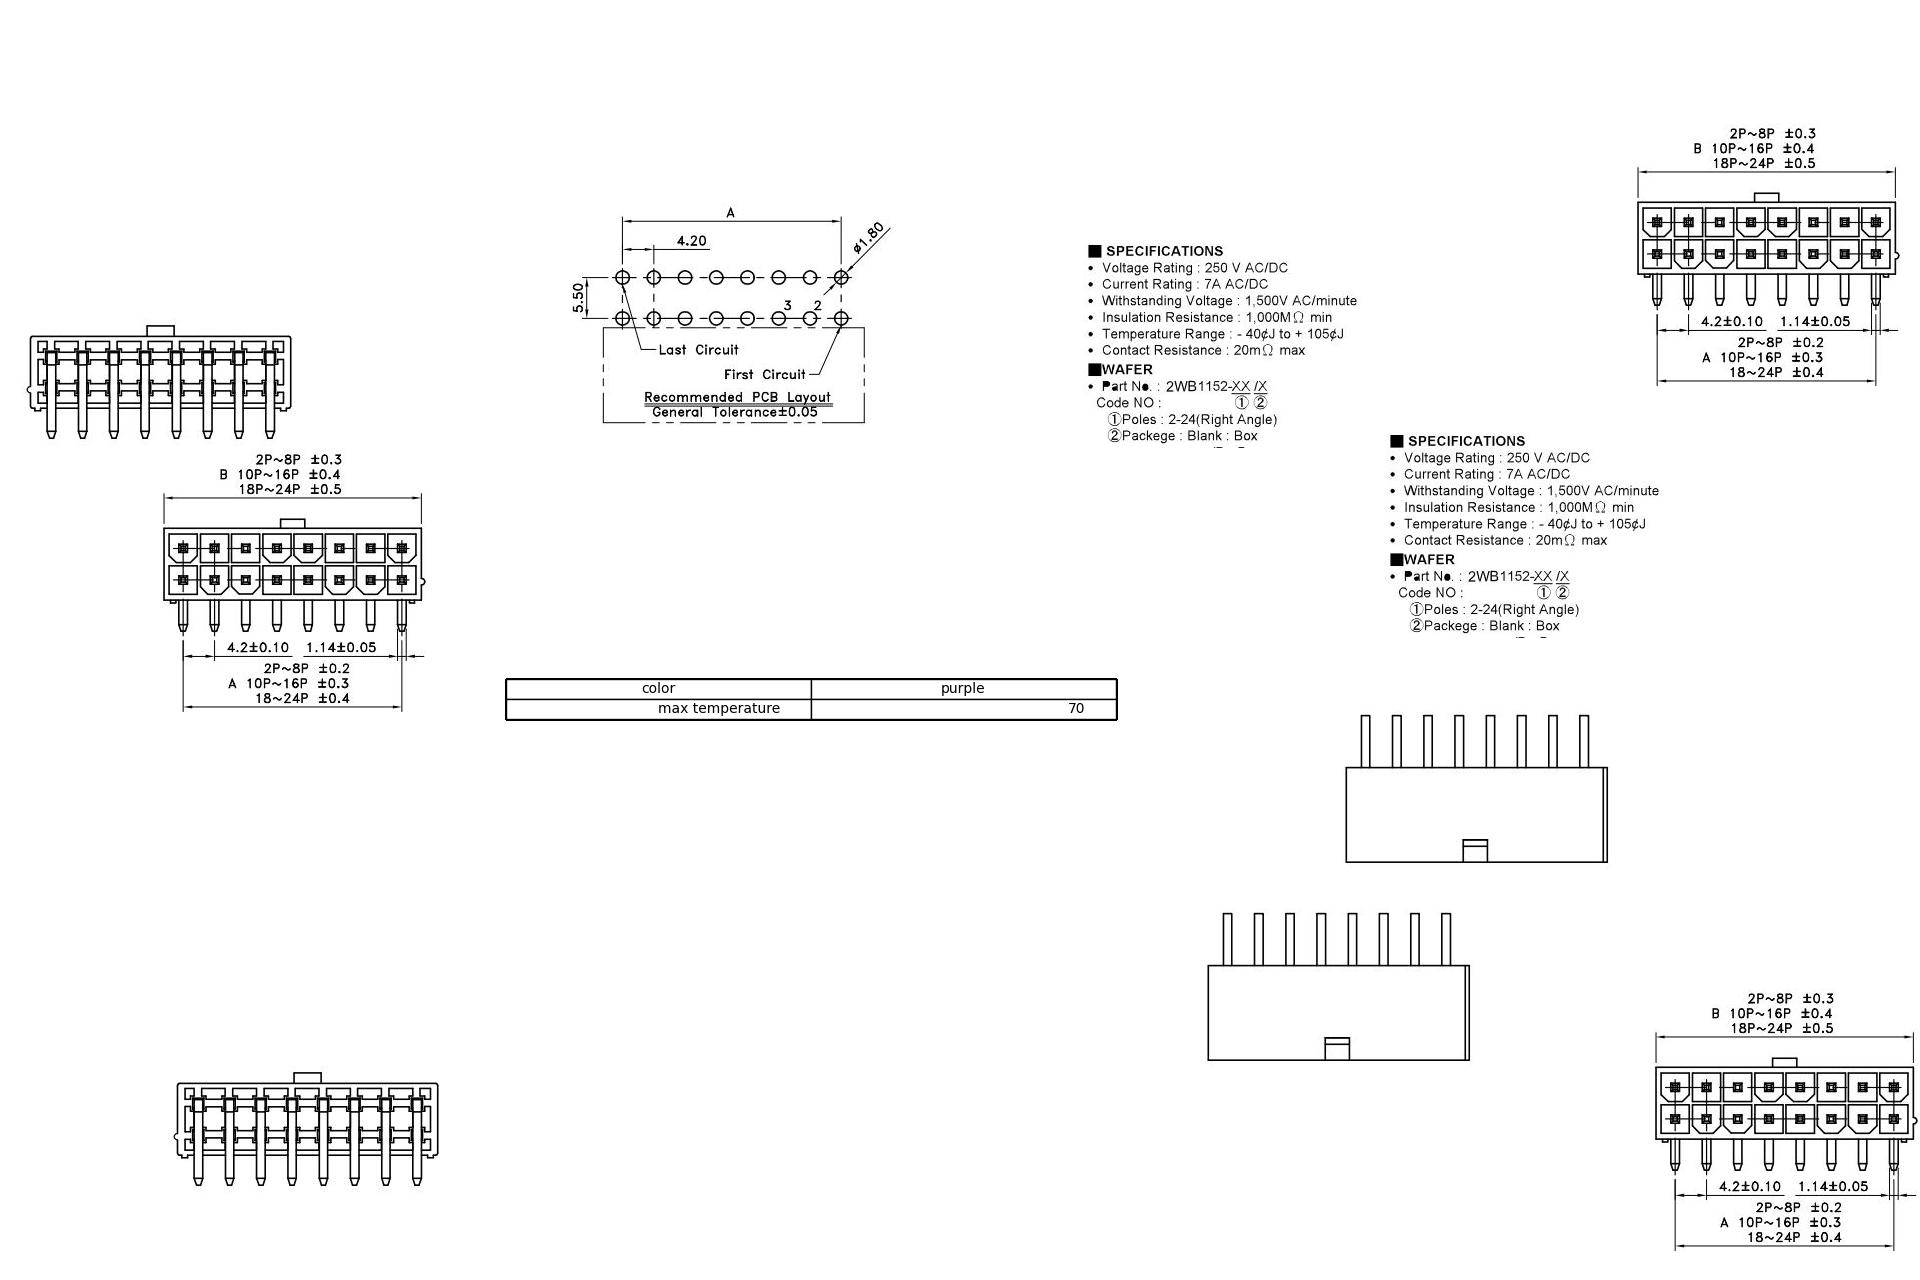 2P~8P ±0.3
B 10P~16P ±0.4
18P~24P ±0.5
4.2±0.10 1.14±0.05
2P~8P ±0.2
A 10P~16P ±0.3
18~24P ±0.4
A
4.20
ø1.80
5.50
3 2
Last Circuit
First Circuit
Recommended PCB Layout
General Tolerance±0.05
■ SPECIFICATIONS
• Voltage Rating : 250 V AC/DC
• Current Rating : 7A AC/DC
• Withstanding Voltage : 1,500V AC/minute
• Insulation Resistance : 1,000MΩ min
• Temperature Range : - 40¢J to + 105¢J
• Contact Resistance : 20mΩ max
■WAFER
• Part No. : 2WB1152-XX /X
Code NO : ① ②
①Poles : 2-24(Right Angle)
②Packege : Blank : Box
■ SPECIFICATIONS
• Voltage Rating : 250 V AC/DC
• Current Rating : 7A AC/DC
• Withstanding Voltage : 1,500V AC/minute
• Insulation Resistance : 1,000MΩ min
• Temperature Range : - 40¢J to + 105¢J
• Contact Resistance : 20mΩ max
■WAFER
• Part No. : 2WB1152-XX /X
Code NO : ① ②
①Poles : 2-24(Right Angle)
②Packege : Blank : Box
2P~8P ±0.3
B 10P~16P ±0.4
18P~24P ±0.5
4.2±0.10 1.14±0.05
2P~8P ±0.2
A 10P~16P ±0.3
18~24P ±0.4
color purple
max temperature 70
2P~8P ±0.3
B 10P~16P ±0.4
18P~24P ±0.5
4.2±0.10 1.14±0.05
2P~8P ±0.2
A 10P~16P ±0.3
18~24P ±0.4